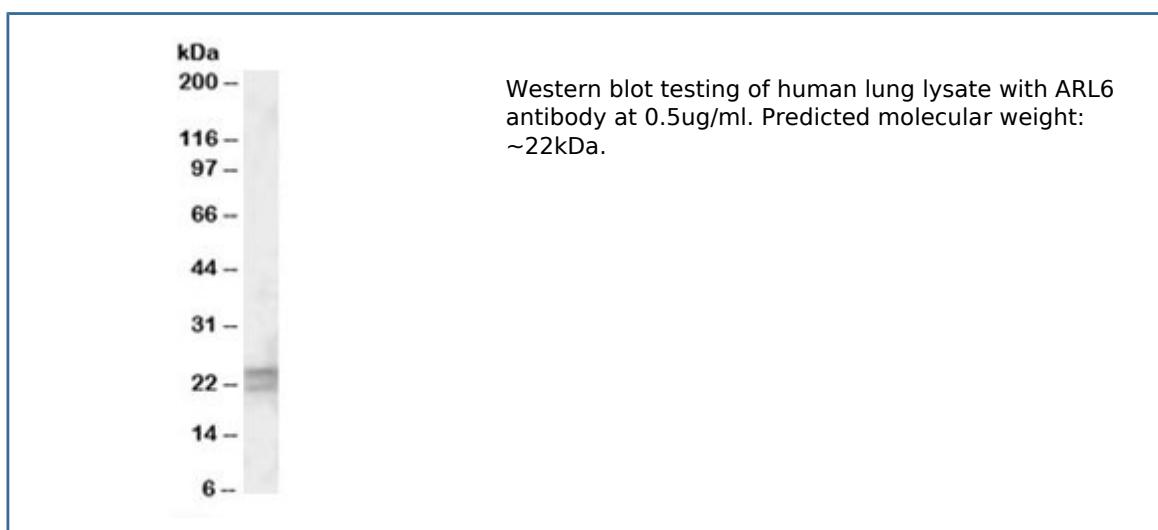 kDa
200 –
116 –
97 –
66 –
44 –
31 –
22 –
14 –
6 –
Western blot testing of human lung lysate with ARL6
antibody at 0.5ug/ml. Predicted molecular weight:
~22kDa.